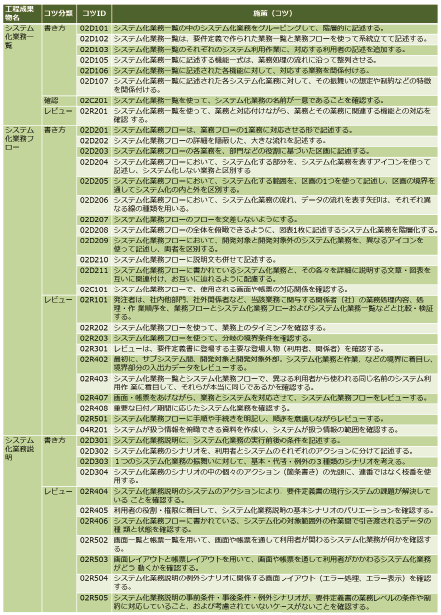 工程成果物名 コツ分類 コツID 施策（コツ）
システム化業務一覧 書き方 02D101 システム化業務一覧の中のシステム化業務をグルーピングして、階層的に記述する。
02D102 システム化業務一覧は、要件定義で作られた業務一覧と業務フローを使って系統立てて記述する。
02D103 システム化業務一覧のそれぞれのシステム利用作業に、対応する利用者の記述を追加する。
02D105 システム化業務一覧に記述する機能一式は、業務処理の流れに沿って整列させる。
02D106 システム化業務一覧に記述された各機能に対して、対応する業務を関係付ける。
02D107 システム化業務一覧に記述された各システム化業務に対して、その振舞いの規定や制約などの特徴
を関係付ける。
確認 02C201 システム化業務一覧を使って、システム化業務の名前が一意であることを確認する。
レビュー 02R201 システム化業務一覧を使って、業務と対応付けながら、業務とその業務に関連する機能との対応を
確認 する。
システム化業務フロー 書き方 02D201 システム化業務フローは、業務フローの1業務に対応させる形で記述する。
02D202 システム化業務フローの詳細を隠蔽した、大きな流れを記述する。
02D203 システム化業務フローの各業務を、部門などの役割に基づいた区画に記述する。
02D204 システム化業務フローにおいて、システム化する部分を、システム化業務を表すアイコンを使って
記述し、システム化しない業務と区別する
02D205 システム化業務フローにおいて、システム化する範囲を、区画の1つを使って記述し、区画の境界を
通してシステム化の内と外を区別する。
02D206 システム化業務フローにおいて、システム化業務の流れ、データの流れを表す矢印は、それぞれ異
なる線の種類を用いる。
02D207 システム化業務フローのフローを交差しないようにする。
02D208 システム化業務フローの全体を俯瞰できるように、図表1枚に記述するシステム化業務を階層化する。
02D209 システム化業務フローにおいて、開発対象と開発対象外のシステム化業務を、異なるアイコンを
使って記述し、両者を区別する。
02D210 システム化業務フローに説明文も併せて記述する。
02D211 システム化業務フローに書かれているシステム化業務と、その各々を詳細に説明する文章・図表を
互いに関連付け、お互いに辿れるように配慮する。
02C101 システム化業務フローで、使用される画面や帳票の対応関係を確認する。
レビュー 02R101 発注者は、社内他部門、社外関係者など、当該業務に関与する関係者（社）の業務処理内容、処
理・作 業順序を、業務フローとシステム化業務フローおよびシステム化業務一覧などと比較・検証
する。
02R202 システム化業務フローを使って、業務上のタイミングを確認する。
02R203 システム化業務フローを使って、分岐の境界条件を確認する。
02R301 レビューは、要件定義書に登場する主要な登場人物（利用者、関係者）を確認する。
02R402 最初に、サブシステム間、開発対象と開発対象外部、システム化業務と作業、などの境界に着目し、
境界部分の入出力データをレビューする。
02R403 システム化業務一覧とシステム化業務フローで、異なる利用者から使われる同じ名前のシステム利
用作 業に着目して、それらが本当に同じであるかを確認する。
02R407 画面・帳票をあげながら、業務とシステムを対応させて、システム化業務フローをレビューする。
02R408 重要な日付／期間に応じたシステム化業務を確認する。
02R501 システム化業務フローに手順や手続きを明記し、順序を意識しながらレビューする。
04R201 システムが扱う情報を俯瞰できる資料を作成し、システムが扱う情報の範囲を確認する。
システム化業務説明 書き方 02D301 システム化業務説明に、システム化業務の実行前後の条件を記述する。
02D302 システム化業務のシナリオを、利用者とシステムのそれぞれのアクションに分けて記述する。
02D303 １つのシステム化業務の振舞いに対して、基本・代替・例外の３種類のシナリオを考える。
02D304 システム化業務のシナリオの中の個々のアクション（箇条書き）の先頭に、連番ではなく枝番を使
用する。
レビュー 02R404 システム化業務説明のシステムのアクションにより、要件定義書の現行システムの課題が解決して
いる ことを確認する。
02R405 利用者の役割・権限に着目して、システム化業務説明の基本シナリオのバリエーションを確認する。
02R406 システム化業務フローに書かれている、システム化の対象範囲外の作業間で引き渡されるデータの
種 類と状態を確認する。
02R502 画面一覧と帳票一覧を用いて、画面や帳票を通して利用者が関わるシステム化業務が何かを確認す
る。
02R503 画面レイアウトと帳票レイアウトを用いて、画面や帳票を通して利用者がかかわるシステム化業務
がどう 動くかを確認する。
02R504 システム化業務説明の例外シナリオに関係する画面レイアウト（エラー処理、エラー表示）を確認
する。
02R505 システム化業務説明の事前条件・事後条件・例外シナリオが、要件定義書の業務レベルの条件や制
約に対応していること、および考慮されていないケースがないことを確認する。